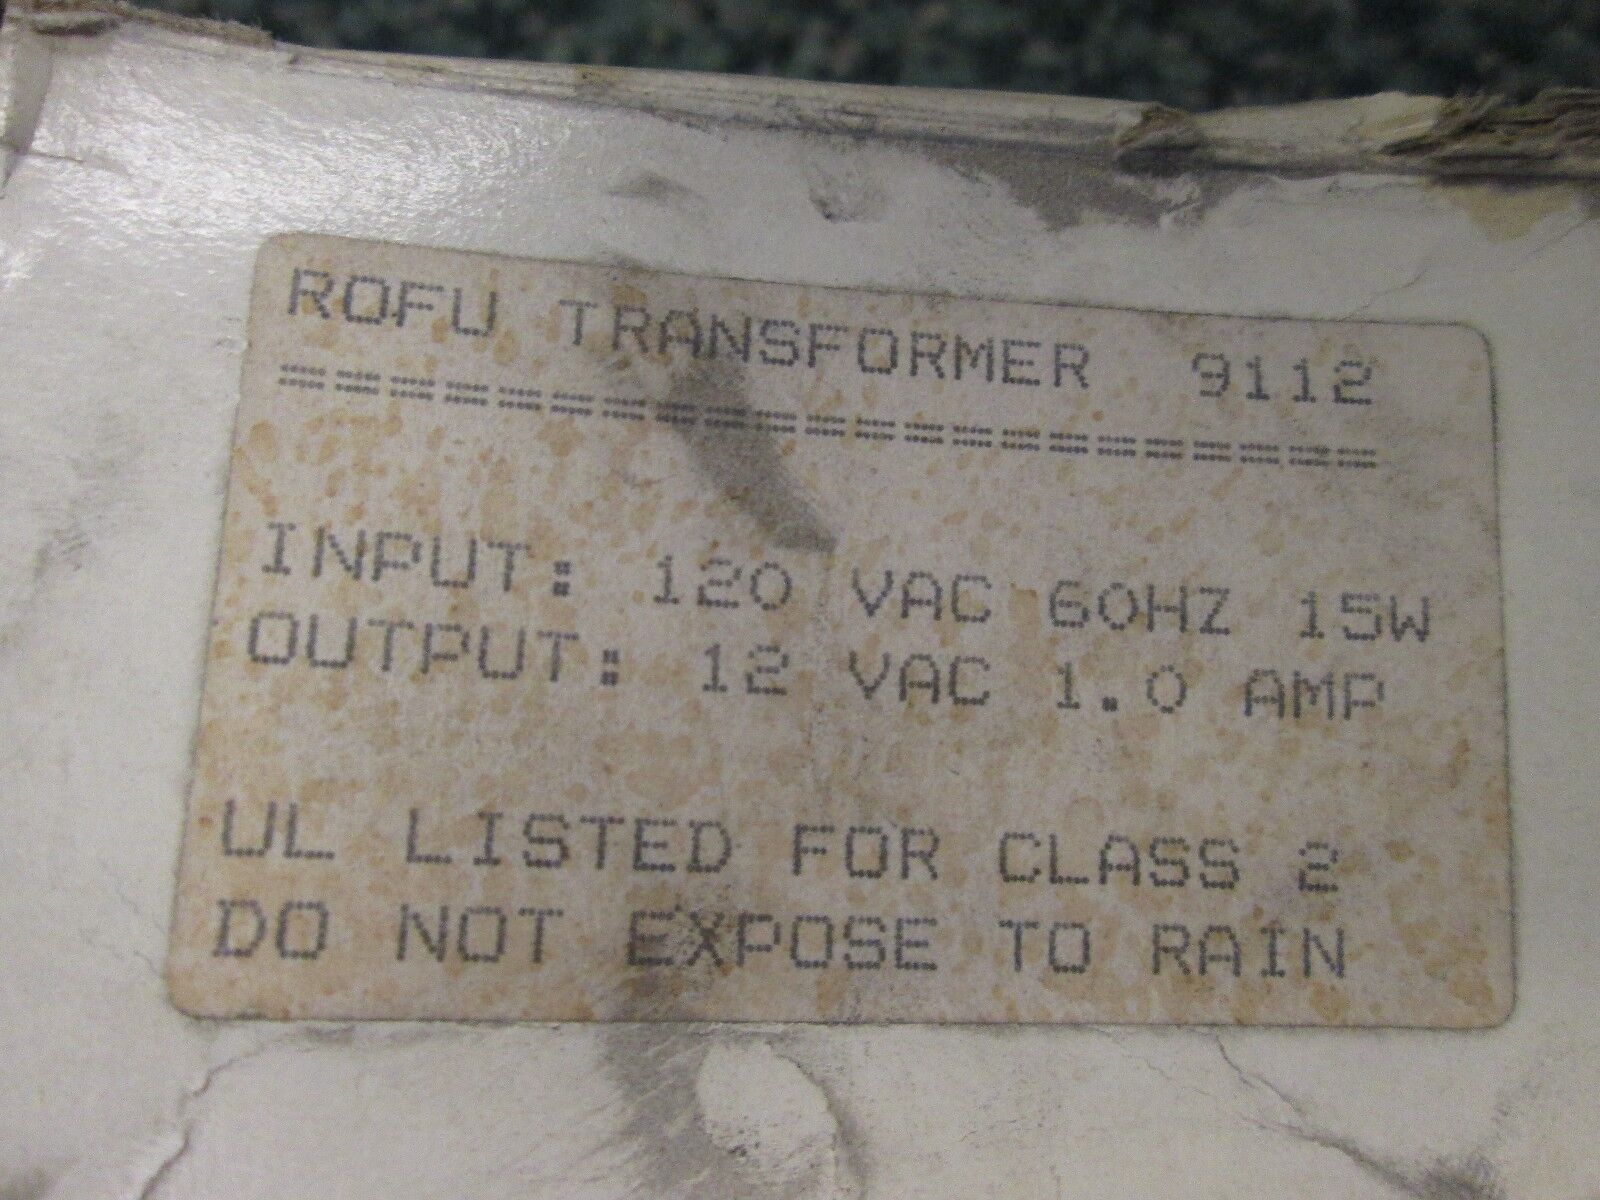 ROFU TRANSFORMER 9112
======================
INPUT: 120 VAC 60HZ 15W
OUTPUT: 12 VAC 1.0 AMP
UL LISTED FOR CLASS 2
DO NOT EXPOSE TO RAIN